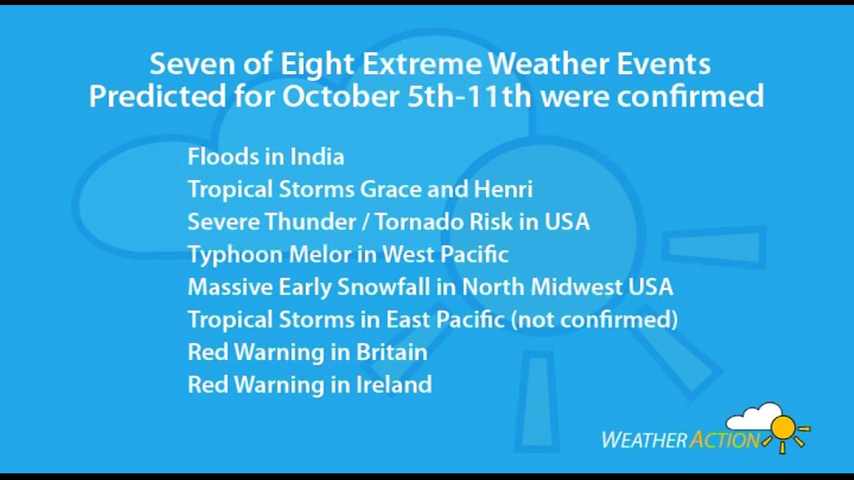 Seven of Eight Extreme Weather Events
Predicted for October 5th-11th were confirmed
Floods in India
Tropical Storms Grace and Henri
Severe Thunder / Tornado Risk in USA
Typhoon Melor in West Pacific
Massive Early Snowfall in North Midwest USA
Tropical Storms in East Pacific (not confirmed)
Red Warning in Britain
Red Warning in Ireland
WEATHERACTION